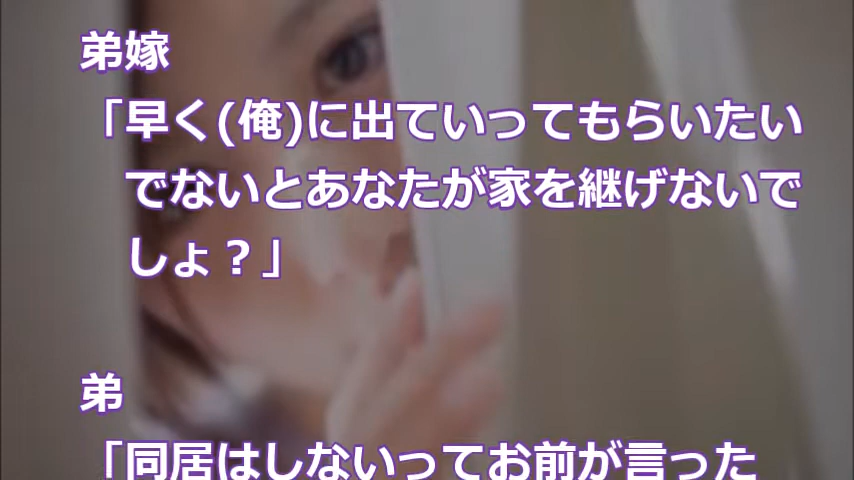 弟嫁
「早く(俺)に出ていってもらいたい
でないとあなたが家を継げないで
しょ？」
弟
「同居はしないってお前が言った